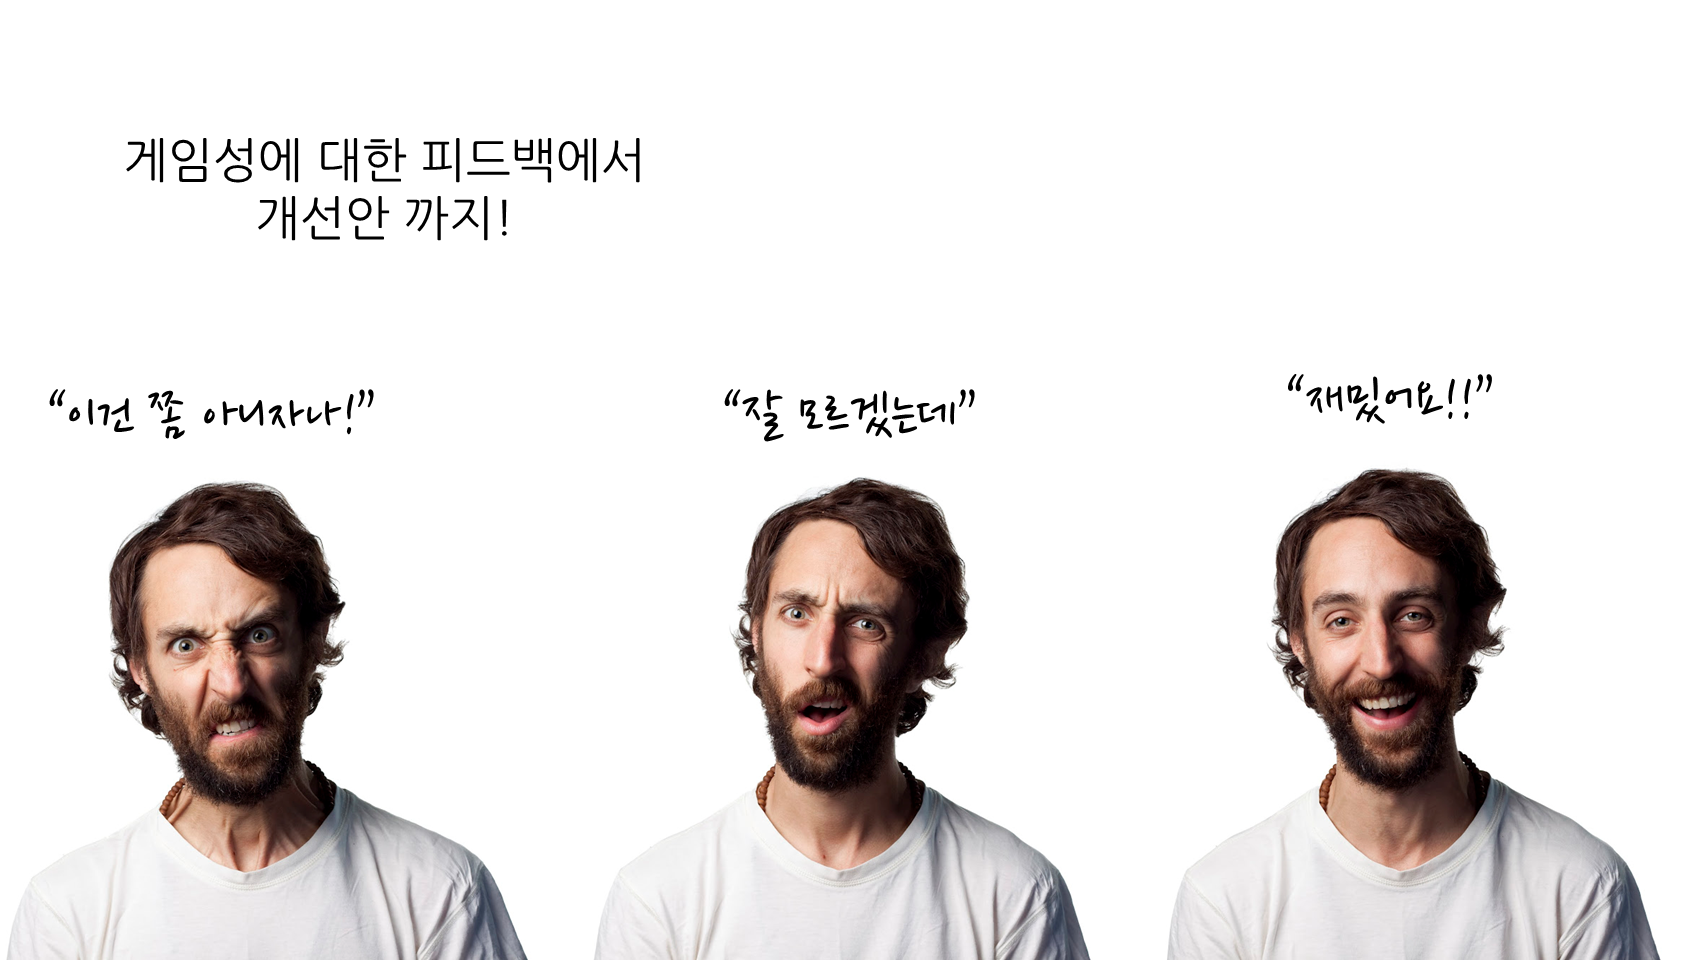 게임성에 대한 피드백에서
개선안 까지!
“이건 쫌 아니자나!”
“잘 모르겠는데”
“재밌어요!!”